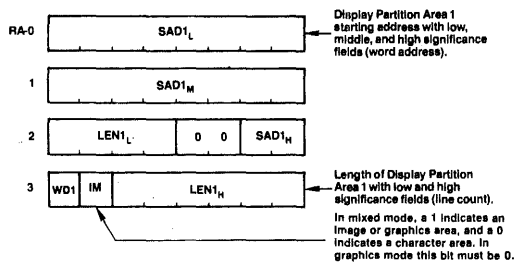 Display Partition Area 1
starting address with low,
middle, and high significance
fields (word address).
RA-0 SAD1L
1 SAD1M
2 LEN1L 0 0 SAD1H
3 WD1 IM LEN1H
Length of Display Partition
Area 1 with low and high
significance fields (line count).
In mixed mode, a 1 indicates an
image or graphics area, and a 0
indicates a character area. In
graphics mode this bit must be 0.